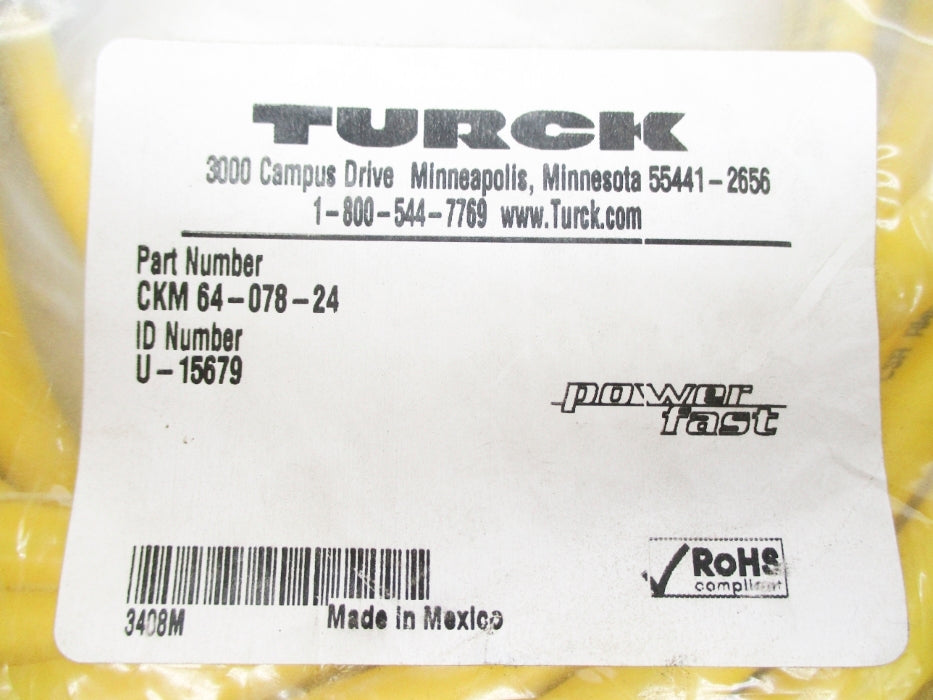 TURCK
3000 Campus Drive Minneapolis, Minnesota 55441-2656
1-800-544-7769 www.Turck.com
Part Number
CKM 64-078-24
ID Number
U-15679
power
fast
RoHS
compliant
3408M
Made in Mexico